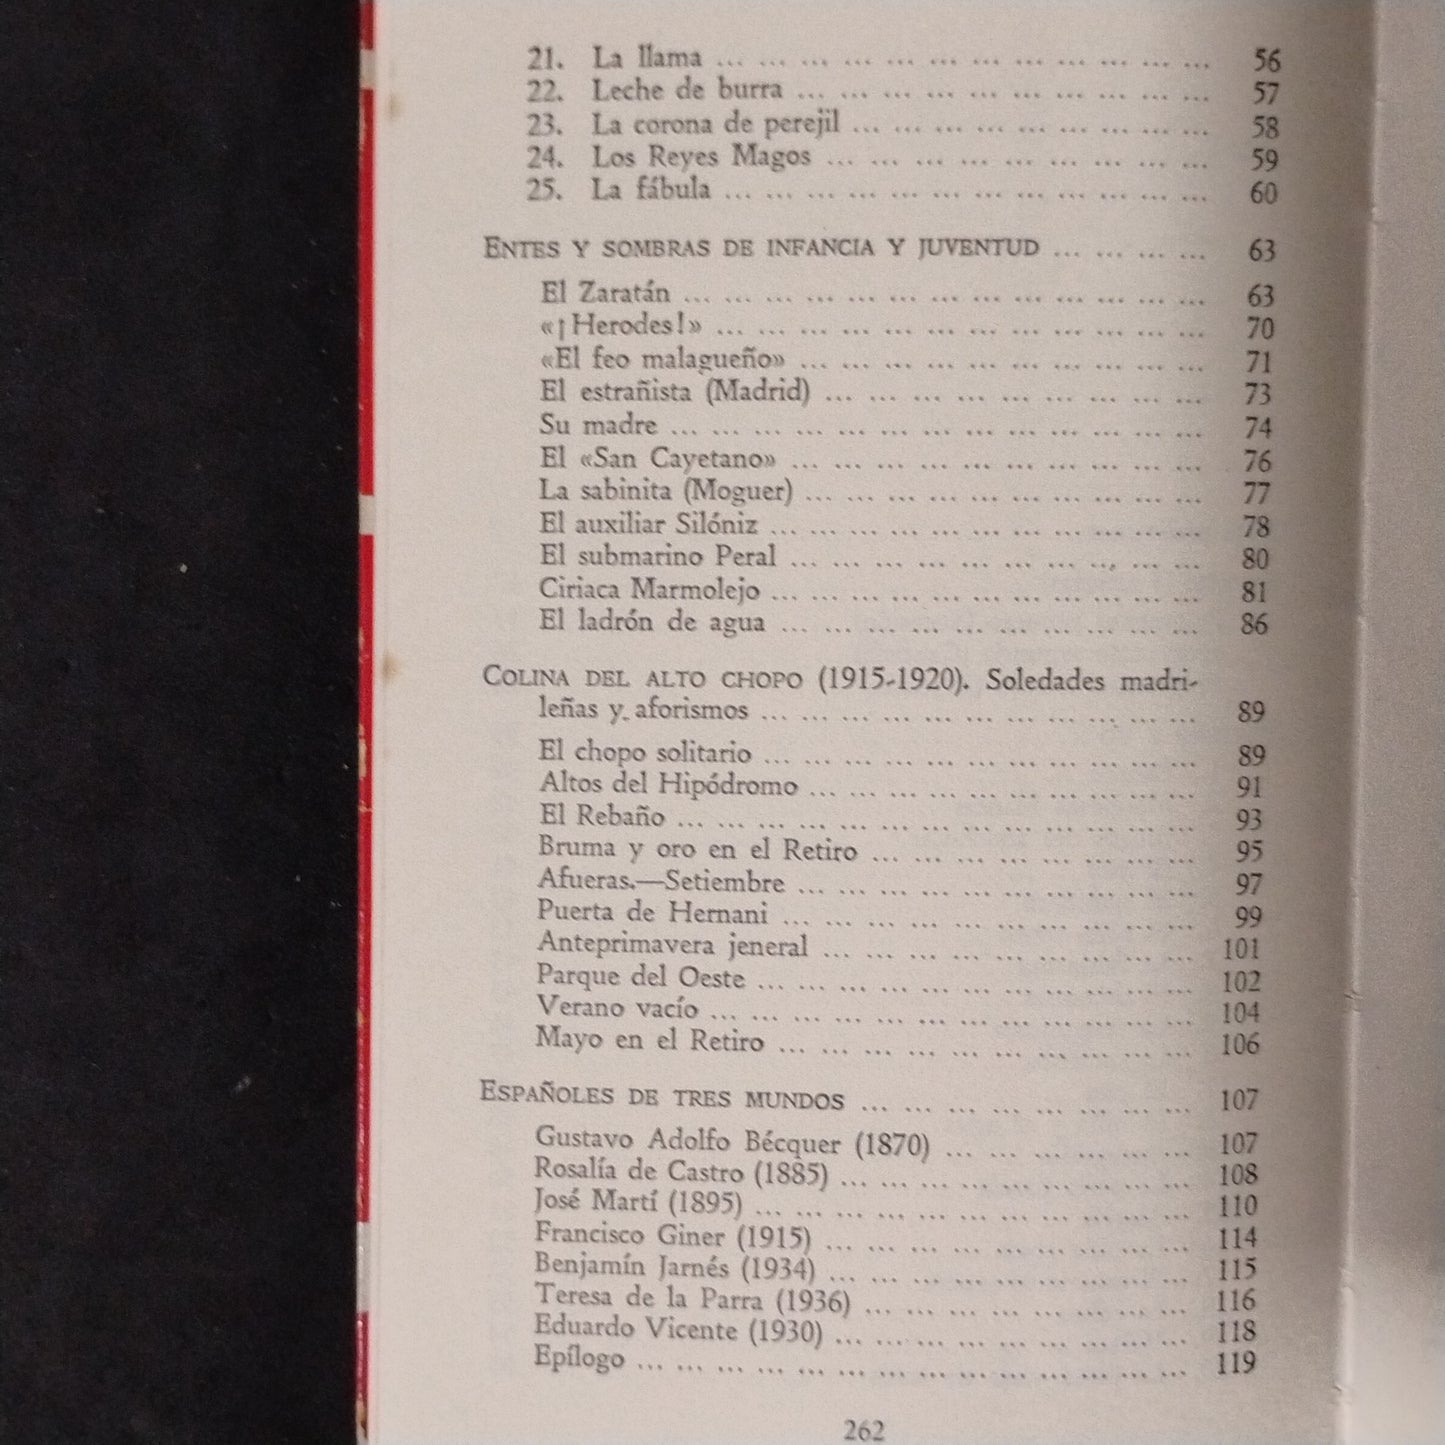 21. La llama ... ... ... ... ... ... ... ... ... ... ... ... 56
22. Leche de burra ... ... ... ... ... ... ... ... ... ... 57
23. La corona de perejil ... ... ... ... ... ... ... ... ... 58
24. Los Reyes Magos ... ... ... ... ... ... ... ... ... 59
25. La fábula ... ... ... ... ... ... ... ... ... ... ... ... 60
ENTES Y SOMBRAS DE INFANCIA Y JUVENTUD ... ... ... ... 63
El Zaratán ... ... ... ... ... ... ... ... ... ... ... ... ... 63
«¡Herodes!» ... ... ... ... ... ... ... ... ... ... ... ... 70
«El feo malagueño» ... ... ... ... ... ... ... ... ... ... 71
El estrañista (Madrid) ... ... ... ... ... ... ... ... ... 73
Su madre ... ... ... ... ... ... ... ... ... ... ... ... ... 74
El «San Cayetano» ... ... ... ... ... ... ... ... ... ... 76
La sabinita (Moguer) ... ... ... ... ... ... ... ... ... ... 77
El auxiliar Silóniz ... ... ... ... ... ... ... ... ... ... ... 78
El submarino Peral ... ... ... ... ... ... ... ... ... ... 80
Ciriaca Marmolejo ... ... ... ... ... ... ... ... ... ... ... 81
El ladrón de agua ... ... ... ... ... ... ... ... ... ... 86
COLINA DEL ALTO CHOPO (1915-1920). Soledades madri-
leñas y aforismos ... ... ... ... ... ... ... ... ... ... ... 89
El chopo solitario ... ... ... ... ... ... ... ... ... ... ... 89
Altos del Hipódromo ... ... ... ... ... ... ... ... ... ... 91
El Rebaño ... ... ... ... ... ... ... ... ... ... ... ... ... 93
Bruma y oro en el Retiro ... ... ... ... ... ... ... ... 95
Afueras.—Setiembre ... ... ... ... ... ... ... ... ... ... 97
Puerta de Hernani ... ... ... ... ... ... ... ... ... ... 99
Anteprimavera jeneral ... ... ... ... ... ... ... ... ... 101
Parque del Oeste ... ... ... ... ... ... ... ... ... ... ... 102
Verano vacío ... ... ... ... ... ... ... ... ... ... ... ... 104
Mayo en el Retiro ... ... ... ... ... ... ... ... ... ... 106
ESPAÑOLES DE TRES MUNDOS ... ... ... ... ... ... ... ... 107
Gustavo Adolfo Bécquer (1870) ... ... ... ... ... ... 107
Rosalía de Castro (1885) ... ... ... ... ... ... ... ... ... 108
José Martí (1895) ... ... ... ... ... ... ... ... ... ... ... 110
Francisco Giner (1915) ... ... ... ... ... ... ... ... ... 114
Benjamín Jarnés (1934) ... ... ... ... ... ... ... ... ... 115
Teresa de la Parra (1936) ... ... ... ... ... ... ... ... 116
Eduardo Vicente (1930) ... ... ... ... ... ... ... ... ... 118
Epílogo ... ... ... ... ... ... ... ... ... ... ... ... ... ... 119
262